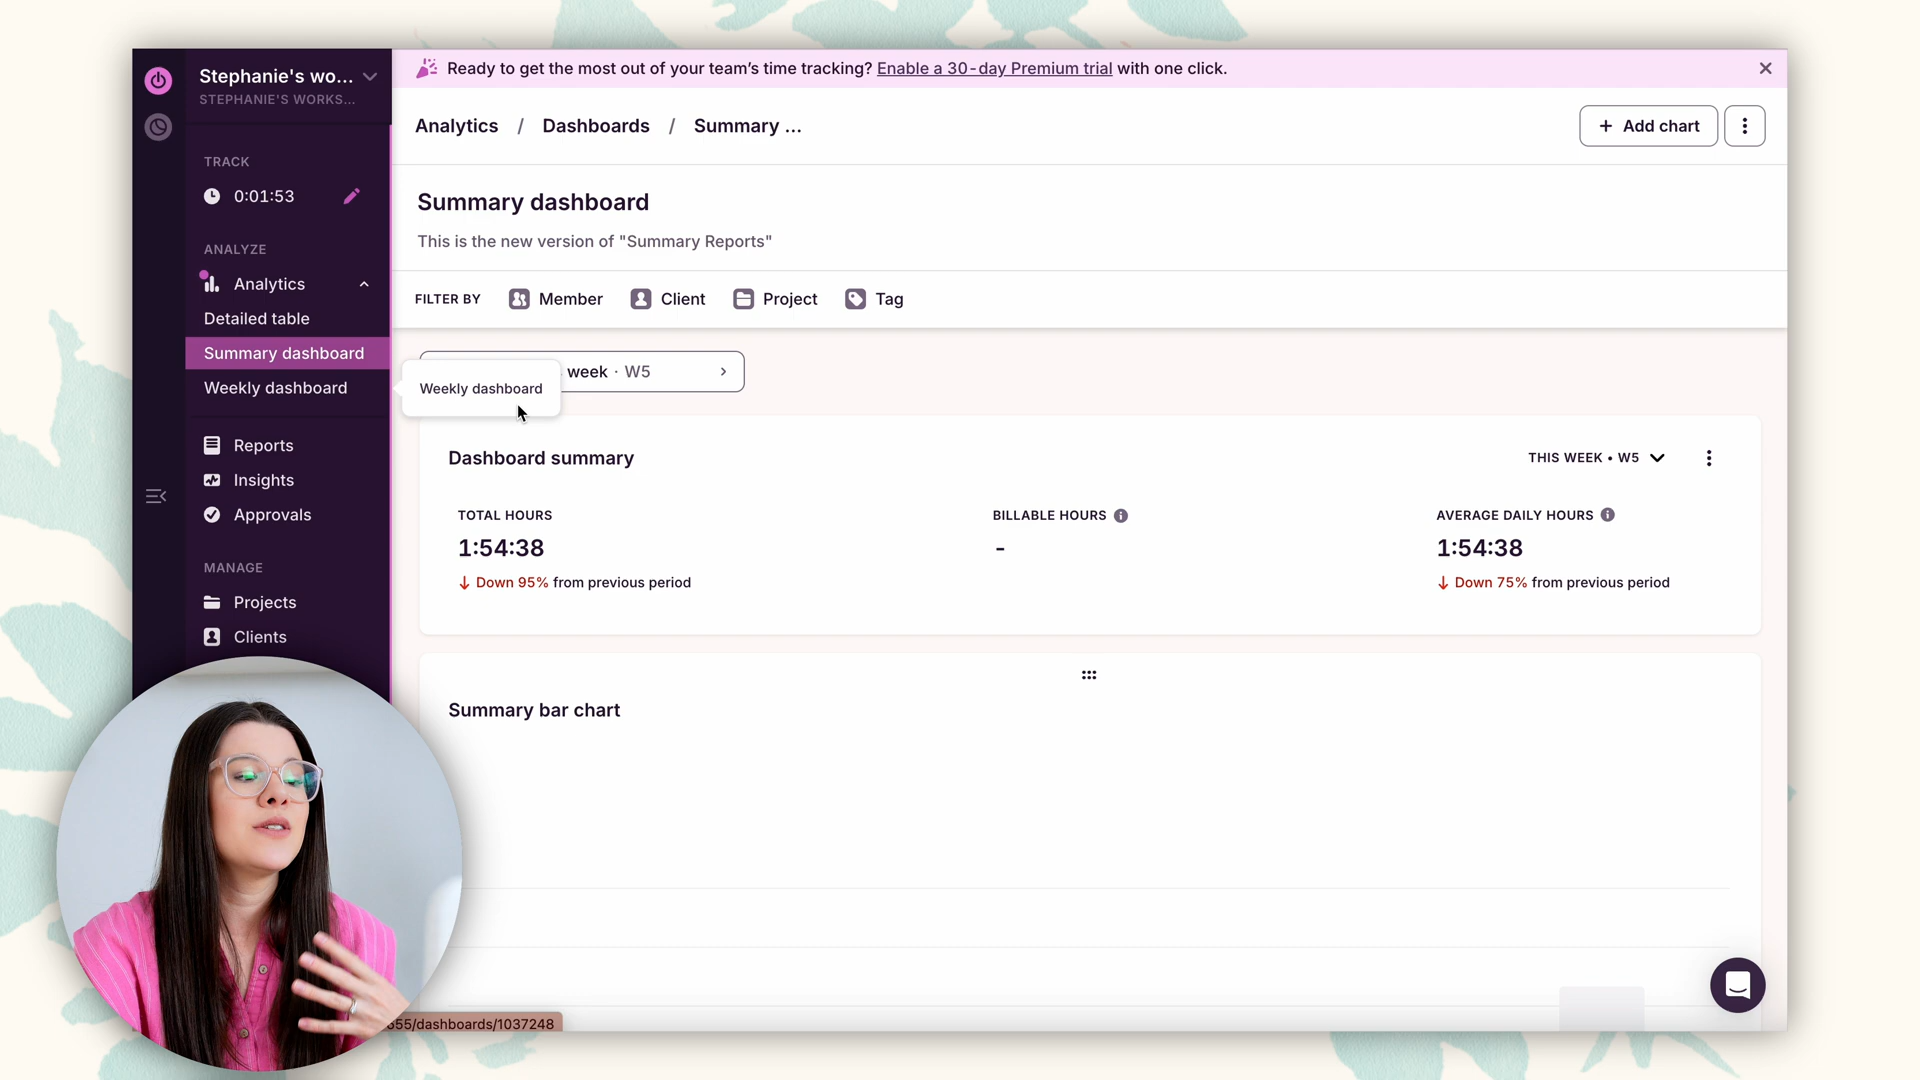 Stephanie's wo...
STEPHANIE'S WORKS...
TRACK
0:01:53
ANALYZE
Analytics
Detailed table
Summary dashboard
Weekly dashboard
Reports
Insights
Approvals
MANAGE
Projects
Clients
Ready to get the most out of your team's time tracking? Enable a 30-day Premium trial with one click.
Analytics / Dashboards / Summary ...
+ Add chart
Summary dashboard
This is the new version of "Summary Reports"
FILTER BY Member Client Project Tag
week · W5
Weekly dashboard
Dashboard summary
THIS WEEK • W5
TOTAL HOURS
1:54:38
↓ Down 95% from previous period
BILLABLE HOURS
-
AVERAGE DAILY HOURS
1:54:38
↓ Down 75% from previous period
Summary bar chart
55/dashboards/1037248